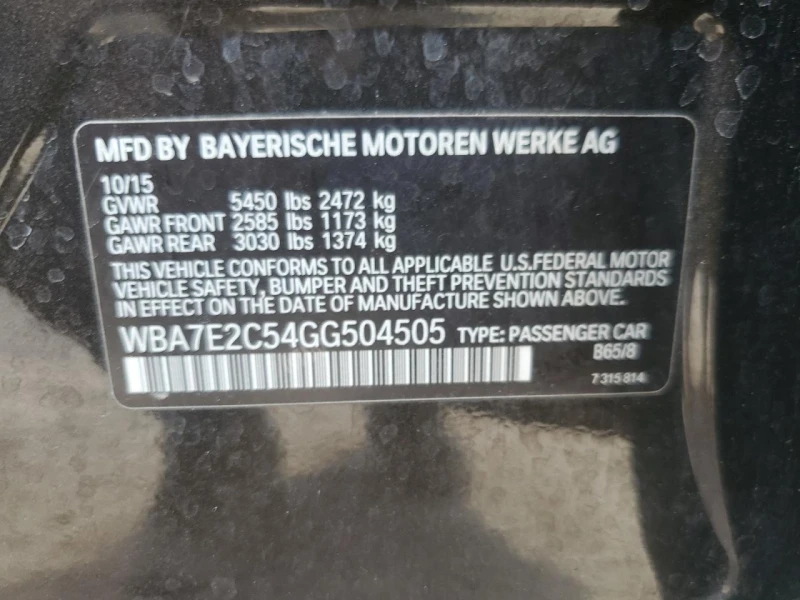 MFD BY BAYERISCHE MOTOREN WERKE AG
10/15
GVWR 5450 lbs 2472 kg
GAWR FRONT 2585 lbs 1173 kg
GAWR REAR 3030 lbs 1374 kg
THIS VEHICLE CONFORMS TO ALL APPLICABLE U.S.FEDERAL MOTOR
VEHICLE SAFETY, BUMPER AND THEFT PREVENTION STANDARDS
IN EFFECT ON THE DATE OF MANUFACTURE SHOWN ABOVE.
WBA7E2C54GG504505 TYPE: PASSENGER CAR
B65/8
7 315 814